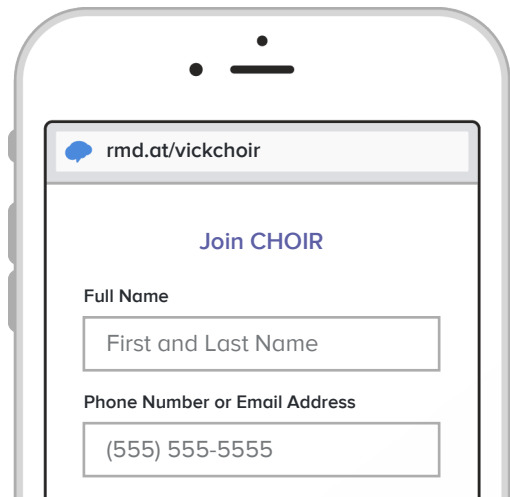 rmd.at/vickchoir
Join CHOIR
Full Name
First and Last Name
Phone Number or Email Address
(555) 555-5555